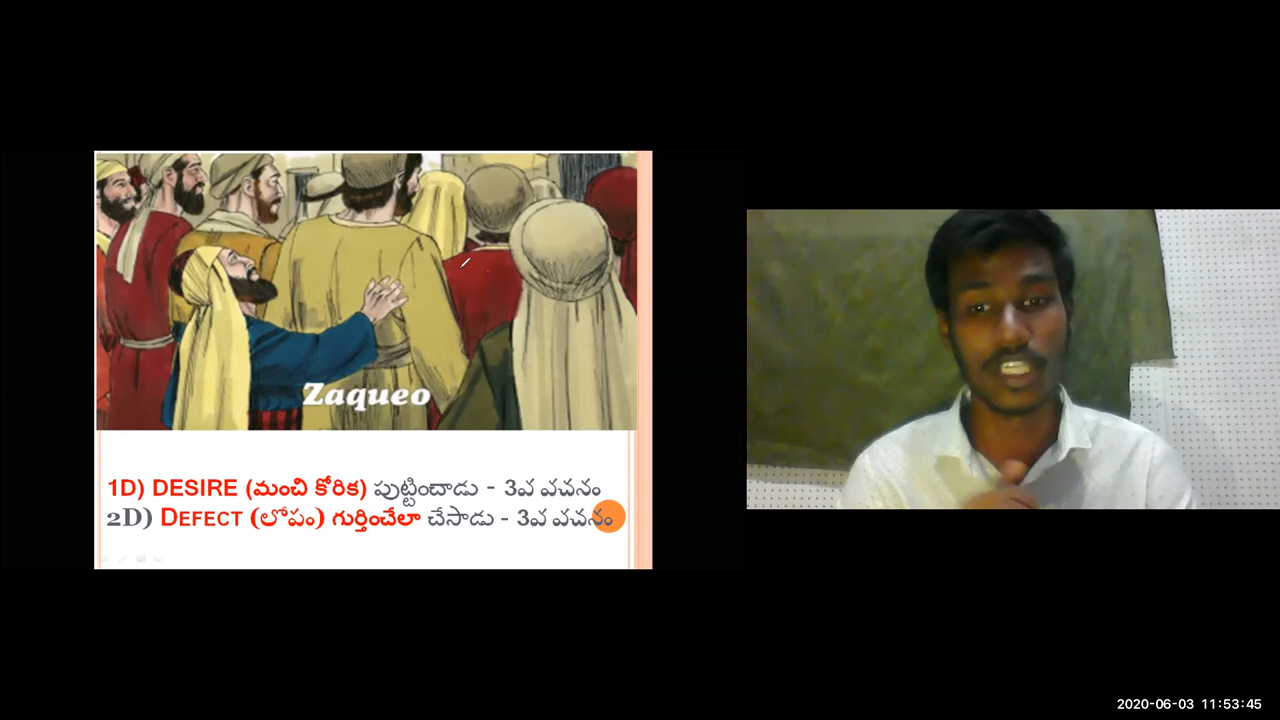 Zaqueo
1D) DESIRE (మంచి కోరిక) పుట్టించాడు - 3వ వచనం
2D) DEFECT (లోపం) గుర్తించేలా చేసాడు - 3వ వచనం
2020-06-03 11:53:45